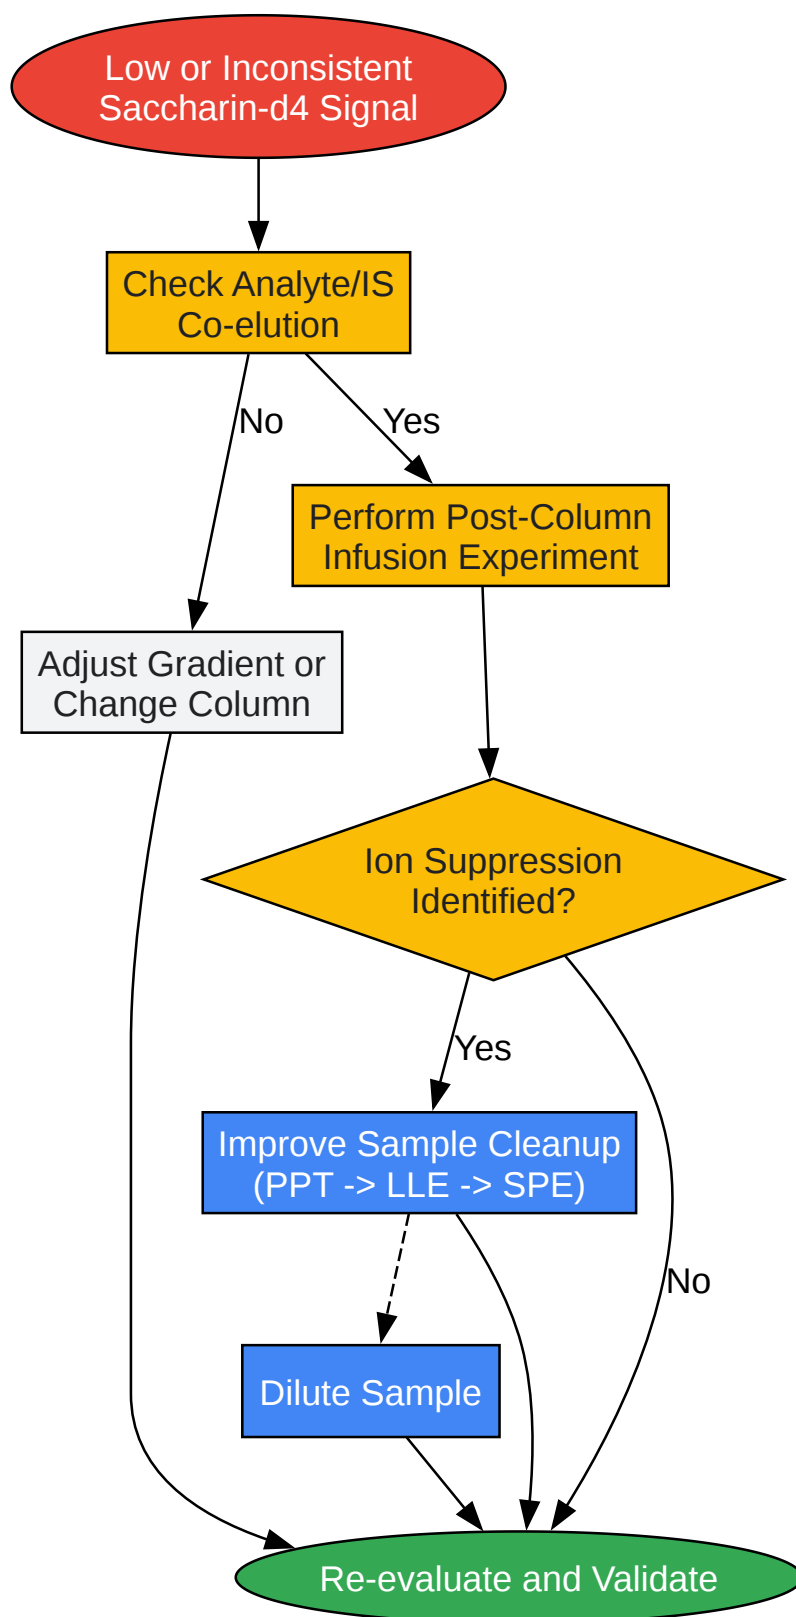 Low or Inconsistent
Saccharin-d4 Signal
Check Analyte/IS
Co-elution
No
Yes
Perform Post-Column
Infusion Experiment
Adjust Gradient or
Change Column
Ion Suppression
Identified?
Yes
Improve Sample Cleanup
(PPT -> LLE -> SPE)
No
Dilute Sample
Re-evaluate and Validate